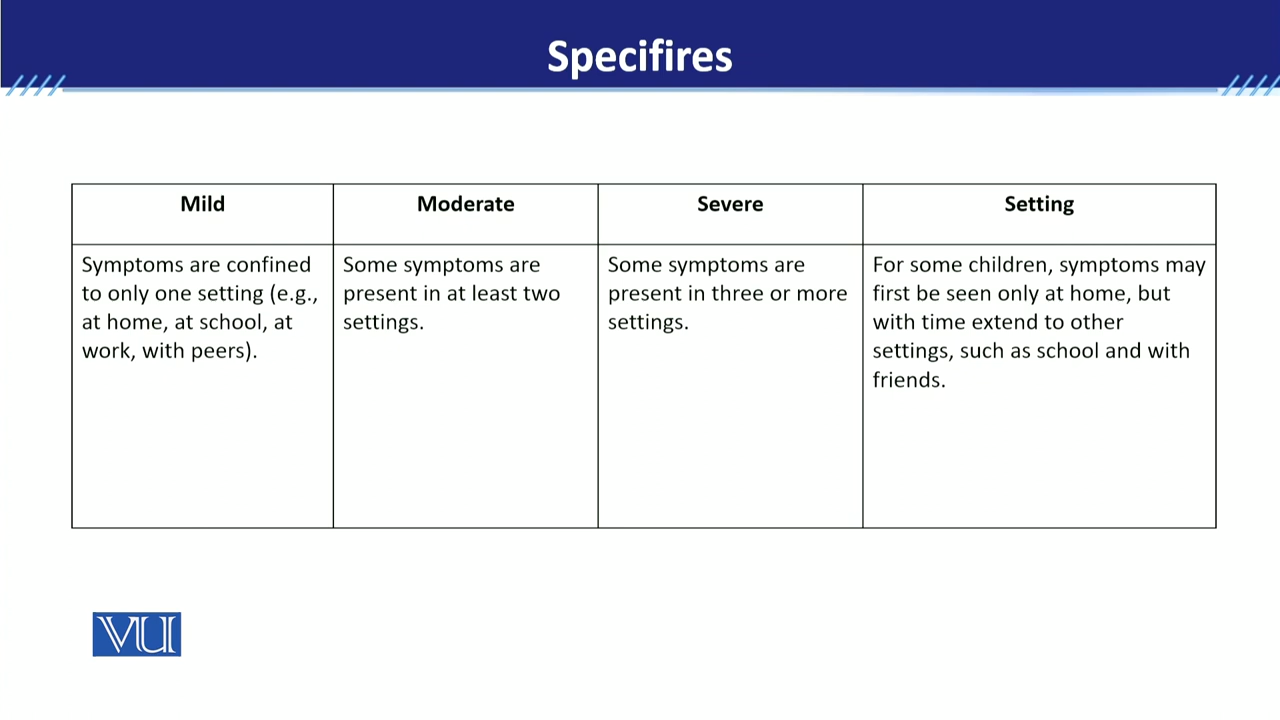 Specifires
Mild
Moderate
Severe
Setting
Symptoms are confined
to only one setting (e.g.,
at home, at school, at
work, with peers).
Some symptoms are
present in at least two
settings.
Some symptoms are
present in three or more
settings.
For some children, symptoms may
first be seen only at home, but
with time extend to other
settings, such as school and with
friends.
VU